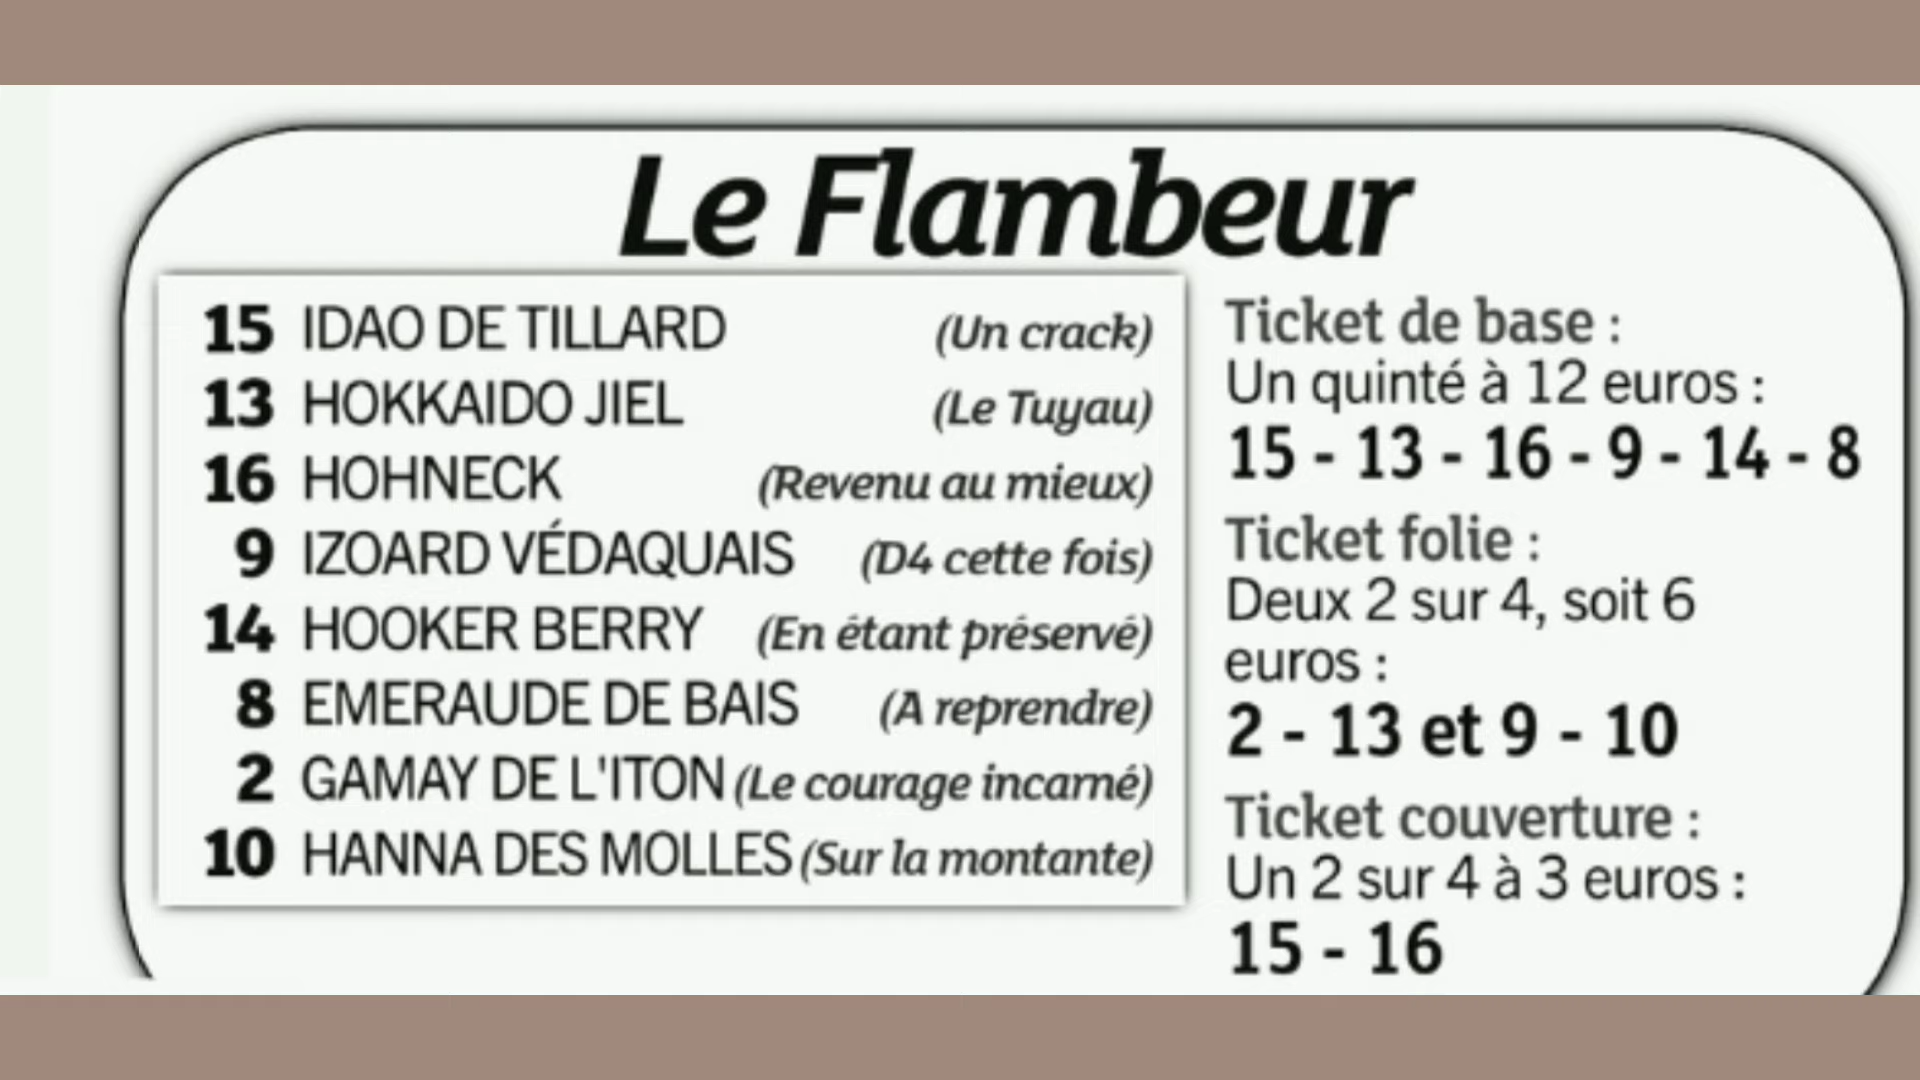 Le Flambeur
15 IDAO DE TILLARD (Un crack)
13 HOKKAIDO JIEL (Le Tuyau)
16 HOHNECK (Revenu au mieux)
9 IZOARD VÉDAQUAIS (D4 cette fois)
14 HOOKER BERRY (En étant préservé)
8 EMERAUDE DE BAIS (A reprendre)
2 GAMAY DE L'ITON (Le courage incarné)
10 HANNA DES MOLLES (Sur la montante)
Ticket de base :
Un quinté à 12 euros :
15 - 13 - 16 - 9 - 14 - 8
Ticket folie :
Deux 2 sur 4, soit 6
euros :
2 - 13 et 9 - 10
Ticket couverture :
Un 2 sur 4 à 3 euros :
15 - 16